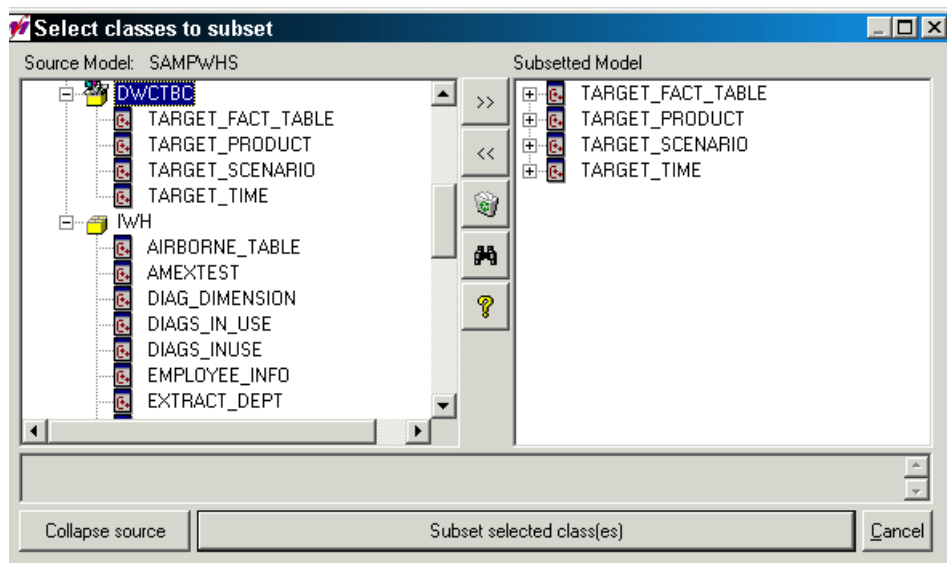 Select classes to subset
Source Model: SAMPWHS
Subsetted Model
DWCTBC
TARGET_FACT_TABLE
TARGET_PRODUCT
TARGET_SCENARIO
TARGET_TIME
IWH
AIRBORNE_TABLE
AMEXTEST
DIAG_DIMENSION
DIAGS_IN_USE
DIAGS_INUSE
EMPLOYEE_INFO
EXTRACT_DEPT
>>
<<
?
TARGET_FACT_TABLE
TARGET_PRODUCT
TARGET_SCENARIO
TARGET_TIME
Collapse source
Subset selected class(es)
Cancel